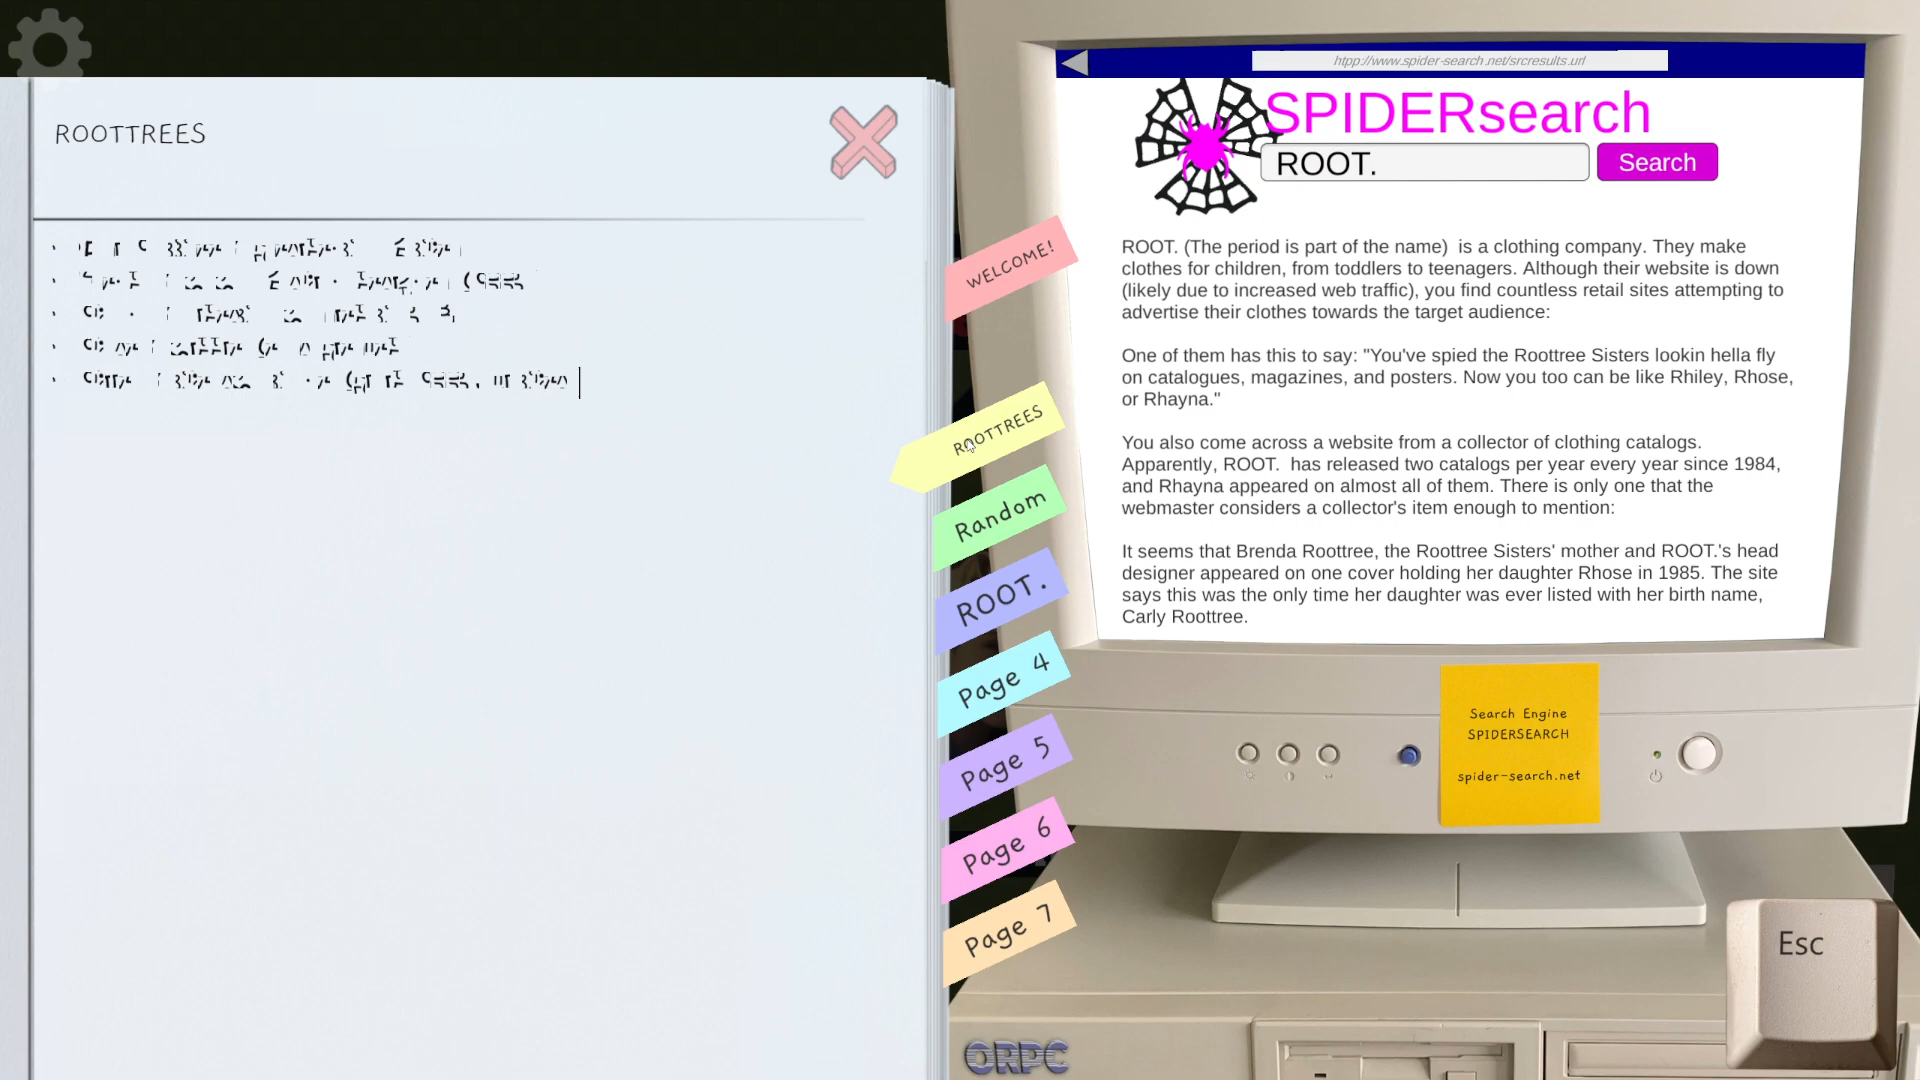 ROOTTREES
WELCOME!
ROOTTREES
Random
ROOT.
Page 4
Page 5
Page 6
Page 7
htpp://www.spider-search.net/srcresults.url
SPIDERsearch
ROOT.
Search
ROOT. (The period is part of the name)  is a clothing company. They make
clothes for children, from toddlers to teenagers. Although their website is down
(likely due to increased web traffic), you find countless retail sites attempting to
advertise their clothes towards the target audience:
One of them has this to say: "You've spied the Roottree Sisters lookin hella fly
on catalogues, magazines, and posters. Now you too can be like Rhiley, Rhose,
or Rhayna."
You also come across a website from a collector of clothing catalogs.
Apparently, ROOT.  has released two catalogs per year every year since 1984,
and Rhayna appeared on almost all of them. There is only one that the
webmaster considers a collector's item enough to mention:
It seems that Brenda Roottree, the Roottree Sisters' mother and ROOT.'s head
designer appeared on one cover holding her daughter Rhose in 1985. The site
says this was the only time her daughter was ever listed with her birth name,
Carly Roottree.
Search Engine
SPIDERSEARCH
spider-search.net
Esc
ORPC